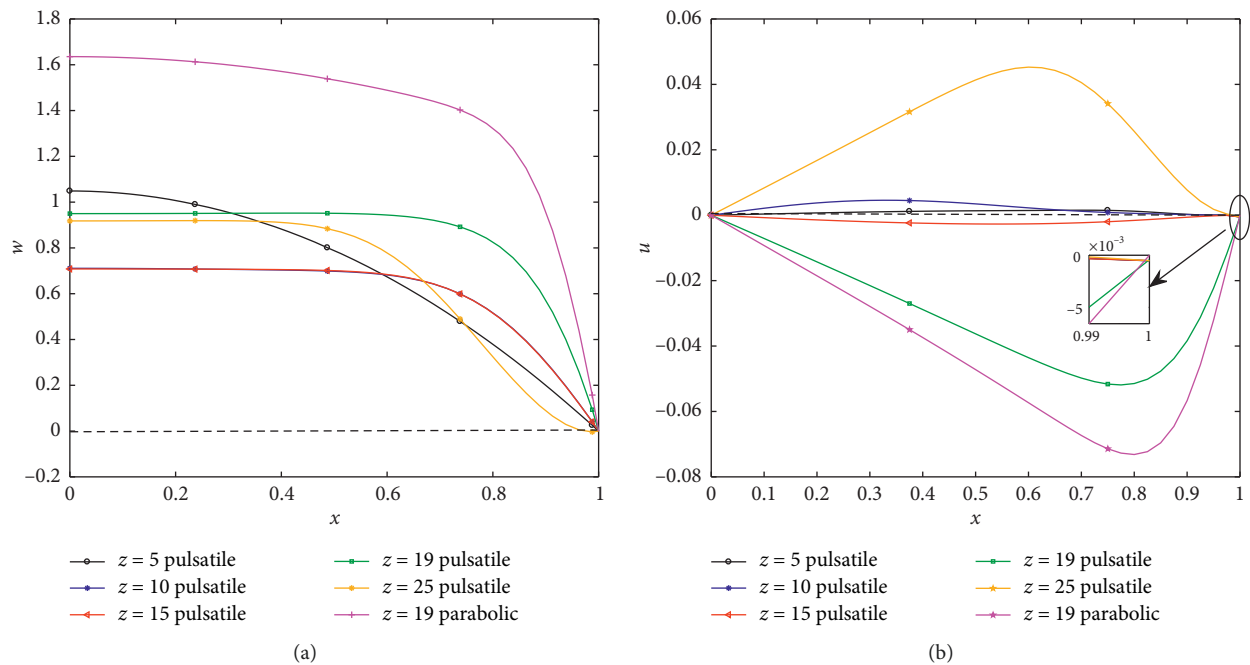 1.8
1.6
1.4
1.2
1
0.8
0.6
0.4
0.2
0
–0.2
w
0
0.2
0.4
0.6
0.8
1
x
z = 5 pulsatile
z = 10 pulsatile
z = 15 pulsatile
z = 19 pulsatile
z = 25 pulsatile
z = 19 parabolic
(a)
0.06
0.04
0.02
0
–0.02
–0.04
–0.06
–0.08
u
×10–3
0
–5
0.99
1
0
0.1
0.2
0.3
0.4
0.5
0.6
0.7
0.8
0.9
1
x
z = 5 pulsatile
z = 10 pulsatile
z = 15 pulsatile
z = 19 pulsatile
z = 25 pulsatile
z = 19 parabolic
(b)